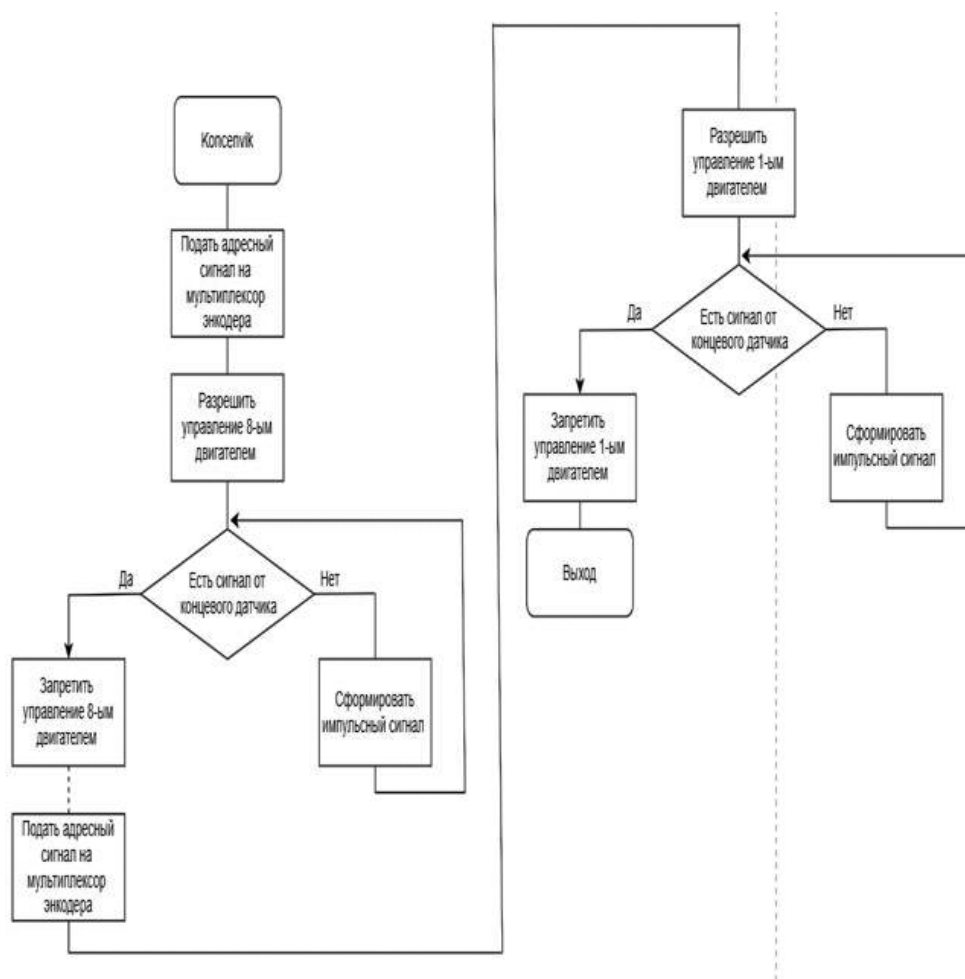 Koncenvik
Подать адресный
сигнал на
мультиплексор
энкодера
Разрешить
управление 8-ым
двигателем
Есть сигнал от
концевого датчика
Да
Нет
Запретить
управление 8-ым
двигателем
Сформировать
импульсный сигнал
Подать адресный
сигнал на
мультиплексор
энкодера
Разрешить
управление 1-ым
двигателем
Есть сигнал от
концевого датчика
Да
Нет
Запретить
управление 1-ым
двигателем
Сформировать
импульсный сигнал
Выход